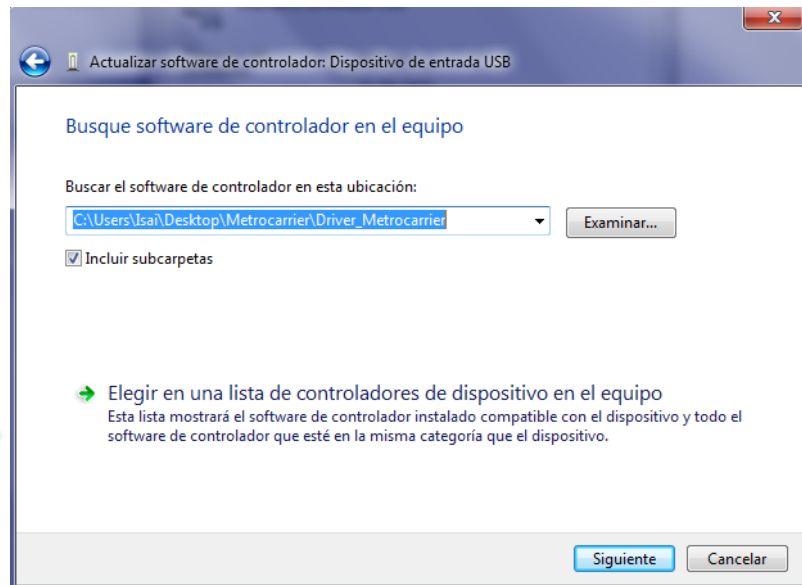 Actualizar software de controlador: Dispositivo de entrada USB
Busque software de controlador en el equipo
Buscar el software de controlador en esta ubicación:
C:\Users\Isai\Desktop\Metrocarrier\Driver_Metrocarrier
Examinar...
Incluir subcarpetas
Elegir en una lista de controladores de dispositivo en el equipo
Esta lista mostrará el software de controlador instalado compatible con el dispositivo y todo el
software de controlador que esté en la misma categoría que el dispositivo.
Siguiente
Cancelar